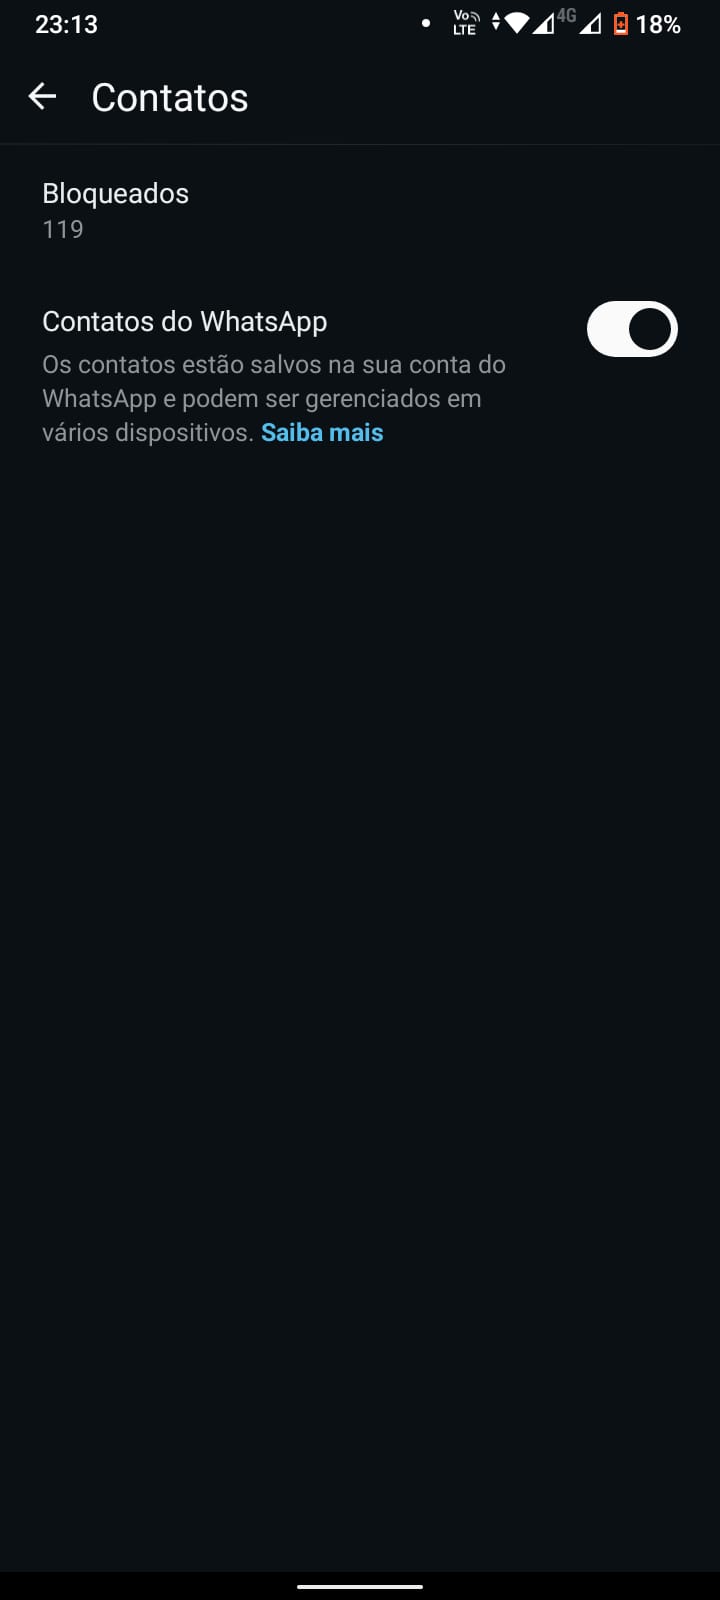 23:13
Vo LTE 4G 18%
Contatos
Bloqueados
119
Contatos do WhatsApp
Os contatos estão salvos na sua conta do
WhatsApp e podem ser gerenciados em
vários dispositivos. Saiba mais